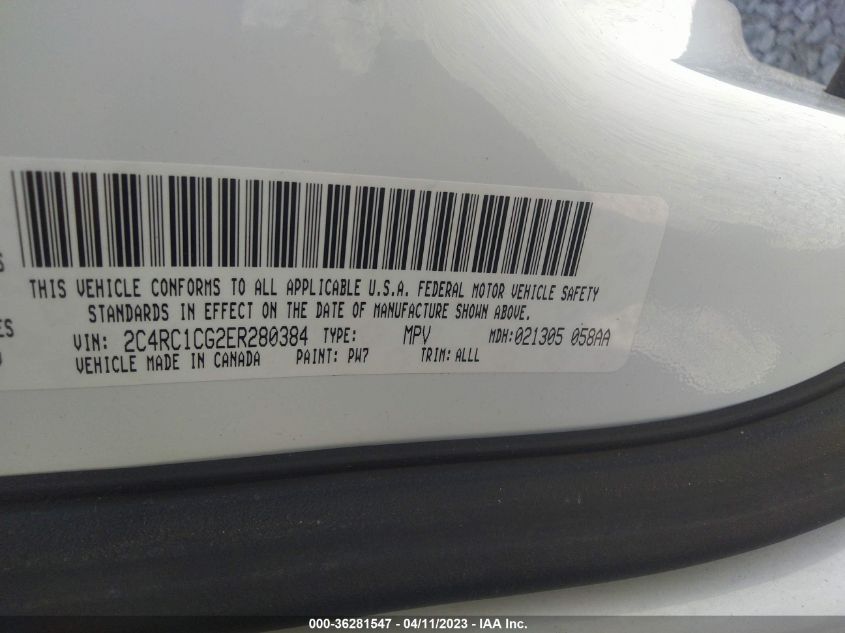 THIS VEHICLE CONFORMS TO ALL APPLICABLE U.S.A. FEDERAL MOTOR VEHICLE SAFETY
STANDARDS IN EFFECT ON THE DATE OF MANUFACTURE SHOWN ABOVE.
VIN: 2C4RC1CG2ER280384 TYPE: MPV MDH:021305 058AA
VEHICLE MADE IN CANADA PAINT: PW7 TRIM: ALLL
000-36281547 - 04/11/2023 - IAA Inc.